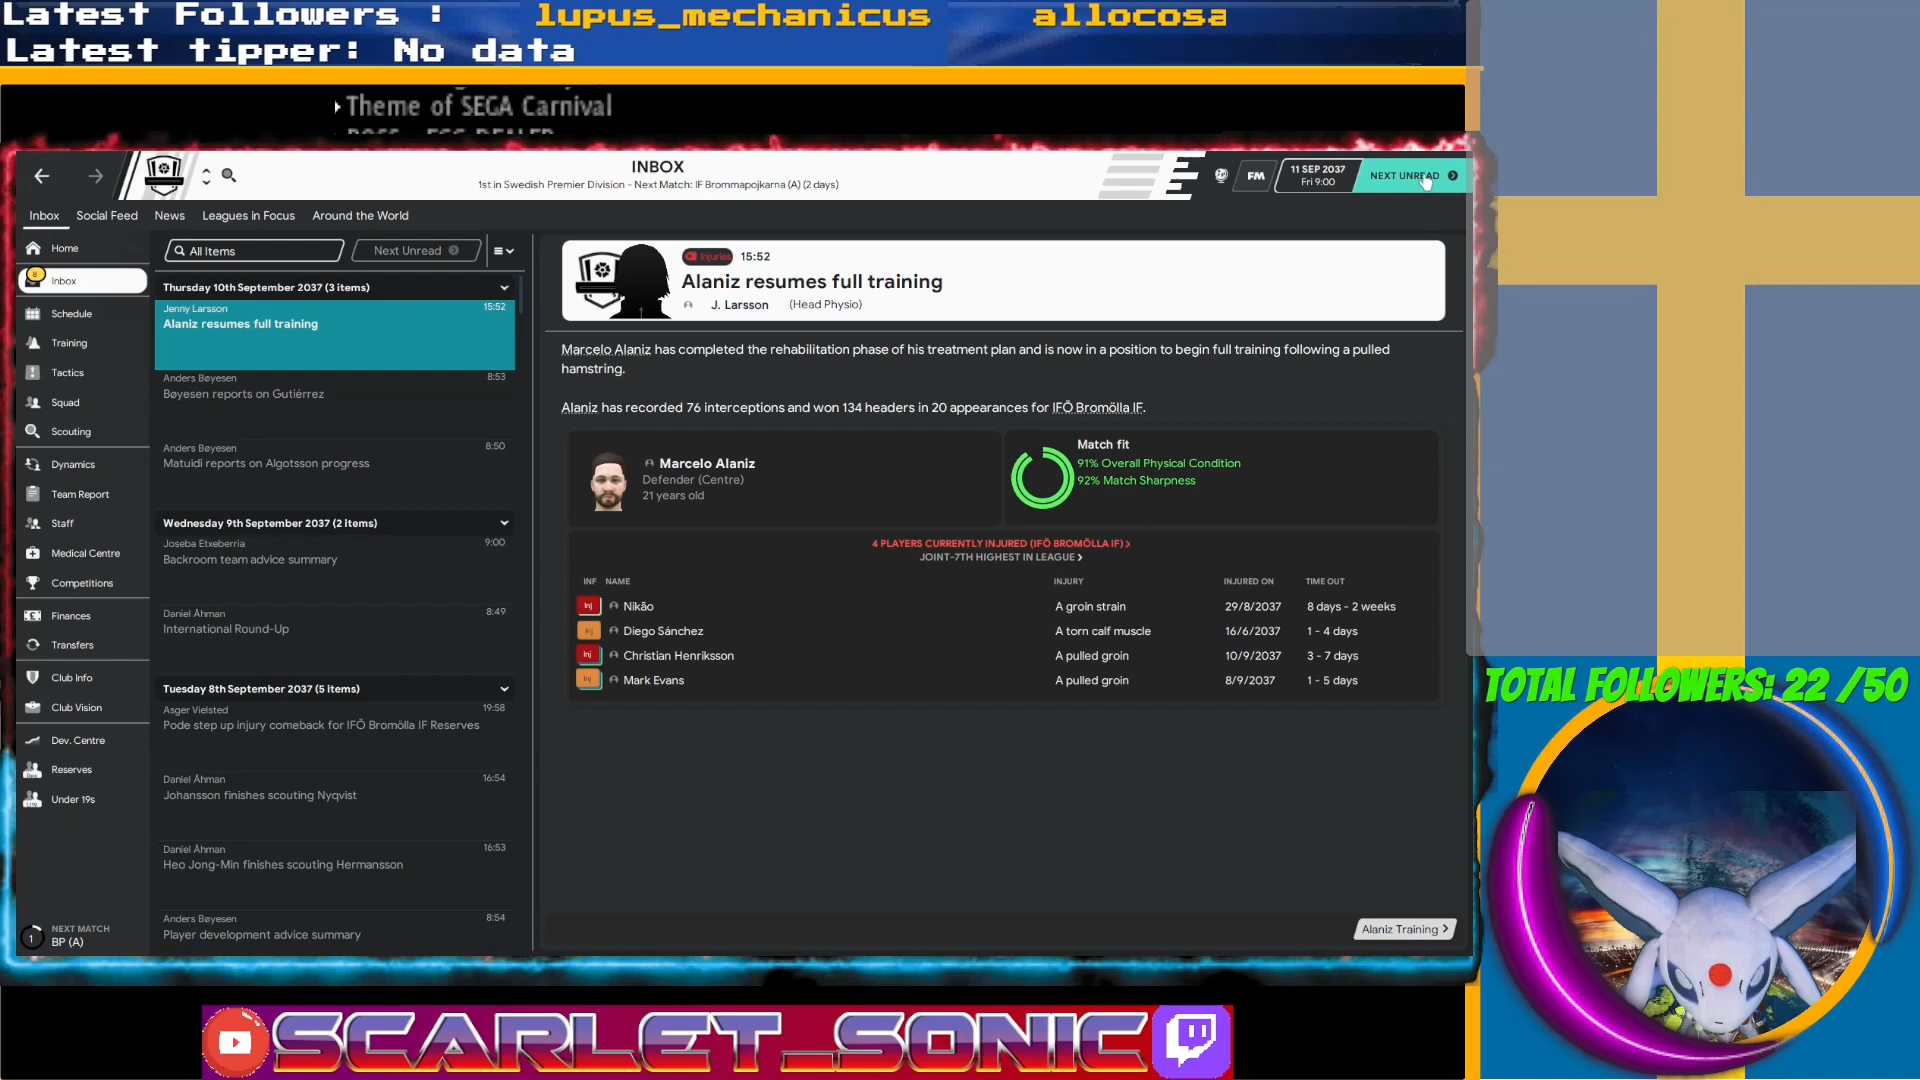 Latest Followers : lupus_mechanicus allocosa
Latest tipper: No data
Theme of SEGA Carnival
INBOX
1st in Swedish Premier Division - Next Match: IF Brommapojkarna (A) (2 days)
FM
11 SEP 2037
Fri 9:00
NEXT UNREAD
Inbox Social Feed News Leagues in Focus Around the World
Home
8
Inbox
Schedule
Training
Tactics
Squad
Scouting
Dynamics
Team Report
Staff
Medical Centre
Competitions
Finances
Transfers
Club Info
Club Vision
Dev. Centre
Reserves
Under 19s
1
NEXT MATCH
BP (A)
All Items
Next Unread
Thursday 10th September 2037 (3 items)
Jenny Larsson 15:52
Alaniz resumes full training
Anders Bøyesen 8:53
Bøyesen reports on Gutiérrez
Anders Bøyesen 8:50
Matuidi reports on Algotsson progress
Wednesday 9th September 2037 (2 items)
Joseba Etxeberria 9:00
Backroom team advice summary
Daniel Åhman 8:49
International Round-Up
Tuesday 8th September 2037 (5 items)
Asger Vielsted 19:58
Pode step up injury comeback for IFÖ Bromölla IF Reserves
Daniel Åhman 16:54
Johansson finishes scouting Nyqvist
Daniel Åhman 16:53
Heo Jong-Min finishes scouting Hermansson
Anders Bøyesen 8:54
Player development advice summary
Injuries 15:52
Alaniz resumes full training
J. Larsson (Head Physio)
Marcelo Alaniz has completed the rehabilitation phase of his treatment plan and is now in a position to begin full training following a pulled
hamstring.
Alaniz has recorded 76 interceptions and won 134 headers in 20 appearances for IFÖ Bromölla IF.
Marcelo Alaniz
Defender (Centre)
21 years old
Match fit
91% Overall Physical Condition
92% Match Sharpness
4 PLAYERS CURRENTLY INJURED (IFÖ BROMÖLLA IF)
JOINT-7TH HIGHEST IN LEAGUE
INF NAME INJURY INJURED ON TIME OUT
Inj Nikão A groin strain 29/8/2037 8 days - 2 weeks
Inj Diego Sánchez A torn calf muscle 16/6/2037 1 - 4 days
Inj Christian Henriksson A pulled groin 10/9/2037 3 - 7 days
Inj Mark Evans A pulled groin 8/9/2037 1 - 5 days
Alaniz Training
TOTAL FOLLOWERS: 22 /50
SCARLET_SONIC